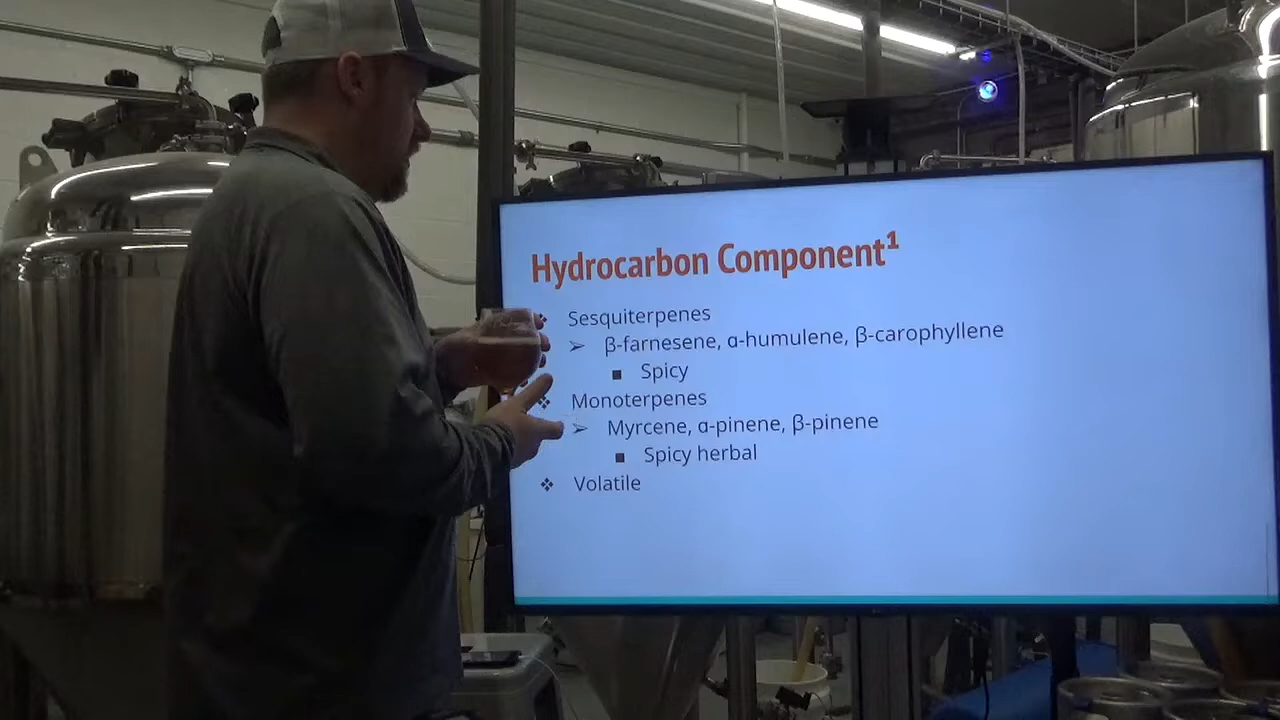 Hydrocarbon Component¹
❖ Sesquiterpenes
➢ β-farnesene, α-humulene, β-carophyllene
■ Spicy
❖ Monoterpenes
➢ Myrcene, α-pinene, β-pinene
■ Spicy herbal
❖ Volatile